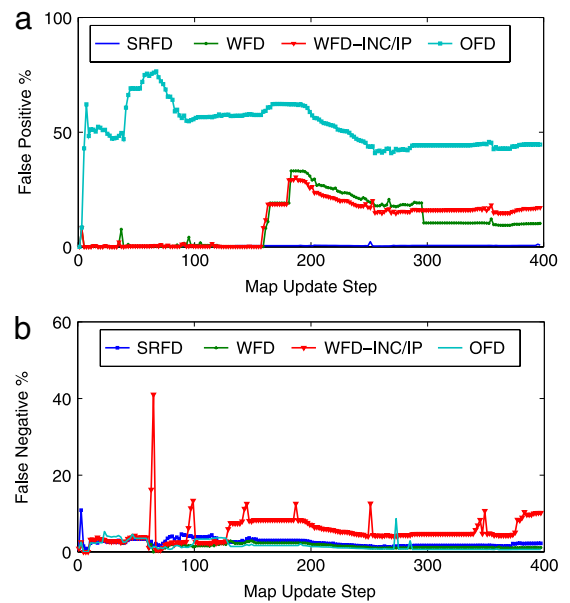 a
100
SRFD WFD WFD-INC/IP OFD
False Positive %
50
0
0 100 200 300 400
Map Update Step
b
60
SRFD WFD WFD-INC/IP OFD
False Negative %
40
20
0
0 100 200 300 400
Map Update Step